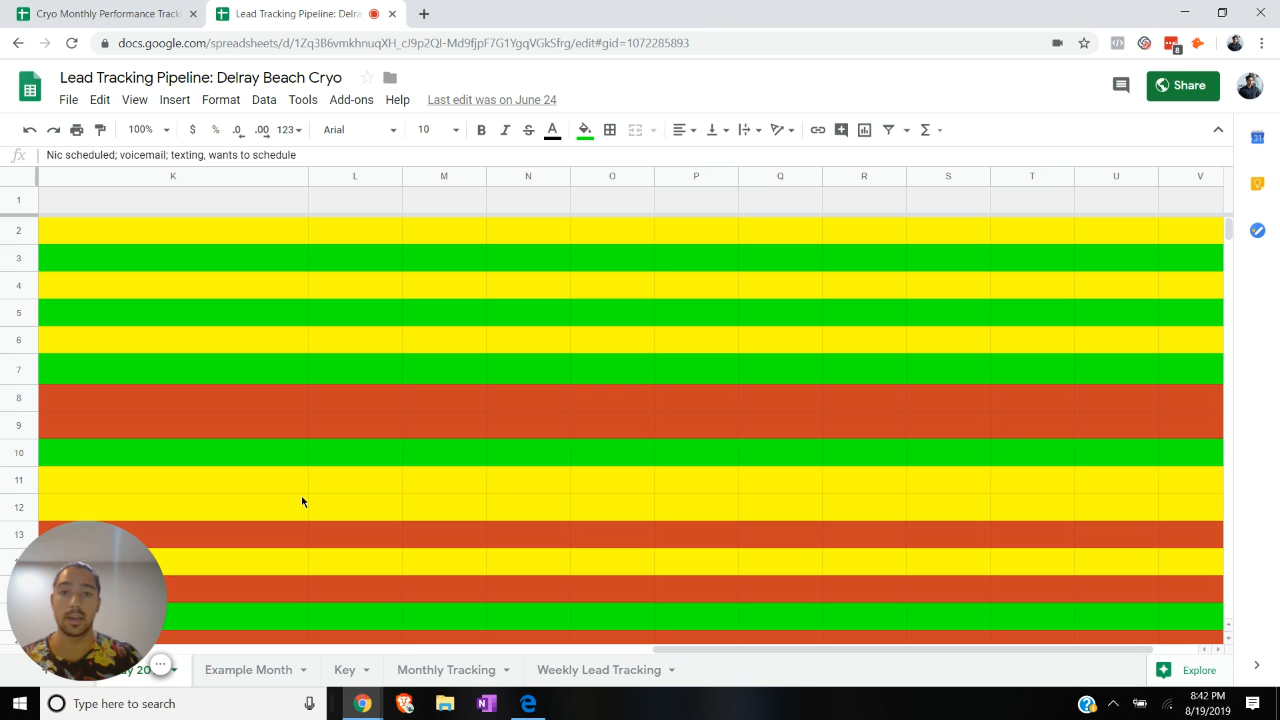 Cryo Monthly Performance Track
Lead Tracking Pipeline: Delra
docs.google.com/spreadsheets/d/1Zq3B6vmkhnuqXH_cJ9p2QI-Md9fjpF7G1YgqVGkSfrg/edit#gid=1072285893
8
Lead Tracking Pipeline: Delray Beach Cryo
Share
File Edit View Insert Format Data Tools Add-ons Help Last edit was on June 24
100% $ % .0 .00 123 Arial 10 B I S A
31
fx Nic scheduled; voicemail; texting, wants to schedule
K L M N O P Q R S T U V
1
2
3
4
5
6
7
8
9
10
11
12
13
20
Example Month Key Monthly Tracking Weekly Lead Tracking Explore
Type here to search
8:42 PM
8/19/2019